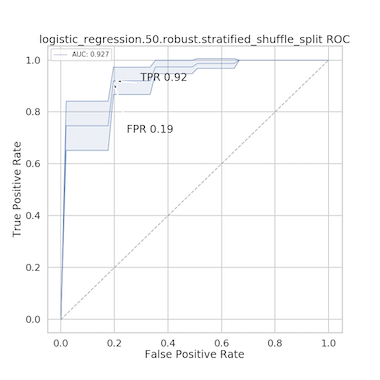 logistic_regression.50.robust.stratified_shuffle_split ROC
AUC: 0.927
1.0
TPR 0.92
0.8
FPR 0.19
0.6
True Positive Rate
0.4
0.2
0.0
0.0 0.2 0.4 0.6 0.8 1.0
False Positive Rate